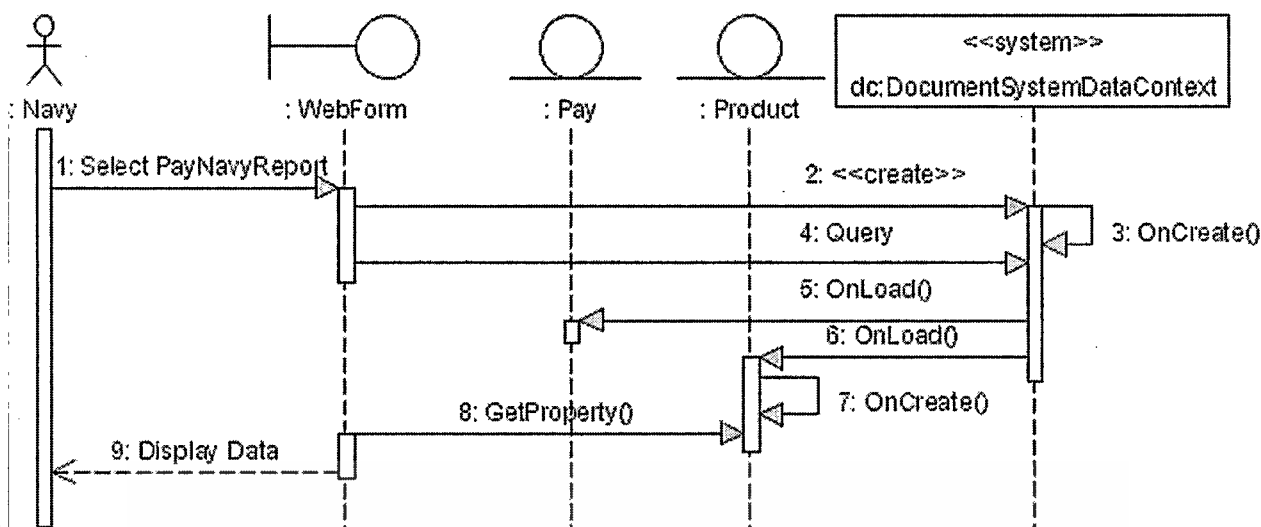 <<system>>
dc:DocumentSystemDataContext
: Navy
: WebForm
: Pay
: Product
1: Select PayNavyReport
2: <<create>>
3: OnCreate()
4: Query
5: OnLoad()
6: OnLoad()
7: OnCreate()
8: GetProperty()
9: Display Data